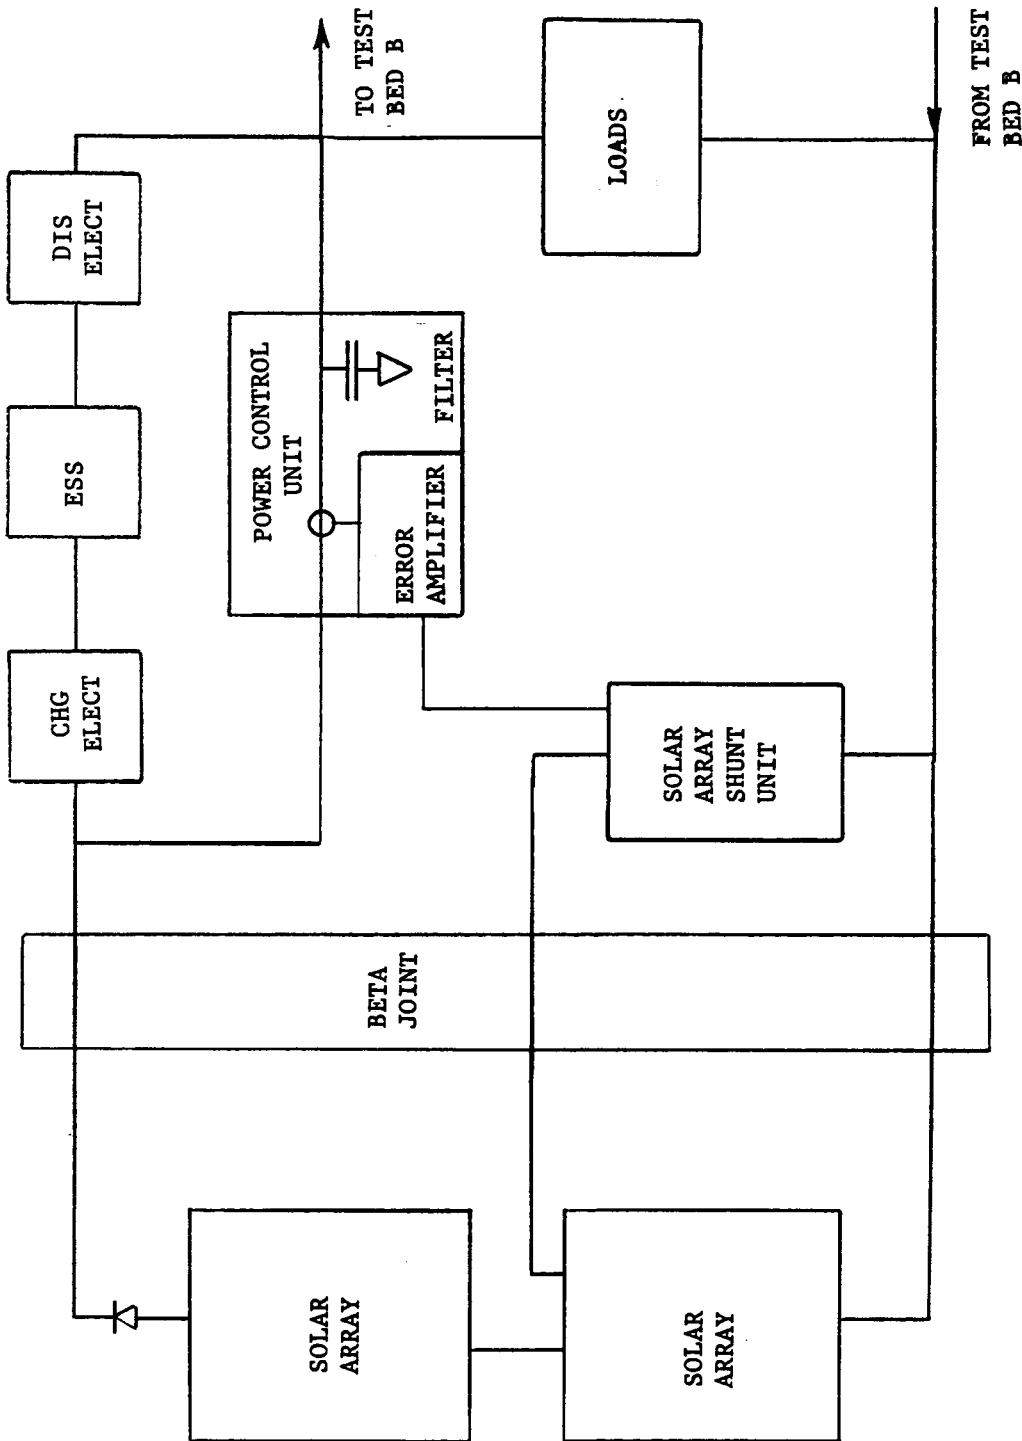 CHG
ELECT
ESS
DIS
ELECT
POWER CONTROL
UNIT
ERROR
AMPLIFIER
FILTER
TO TEST
BED B
BETA
JOINT
SOLAR
ARRAY
SOLAR
ARRAY
SHUNT
UNIT
LOADS
SOLAR
ARRAY
FROM TEST
BED B